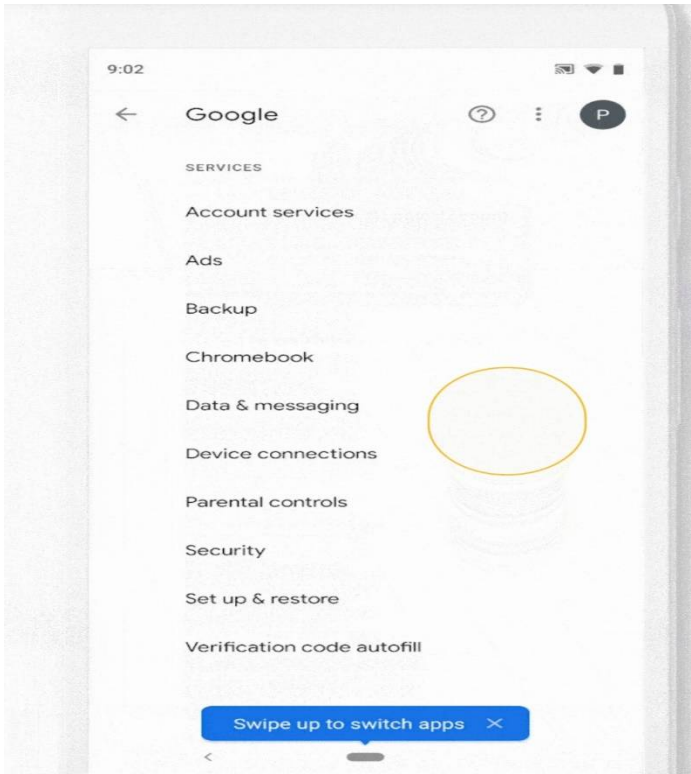 9:02
Google
P
SERVICES
Account services
Ads
Backup
Chromebook
Data & messaging
Device connections
Parental controls
Security
Set up & restore
Verification code autofill
Swipe up to switch apps